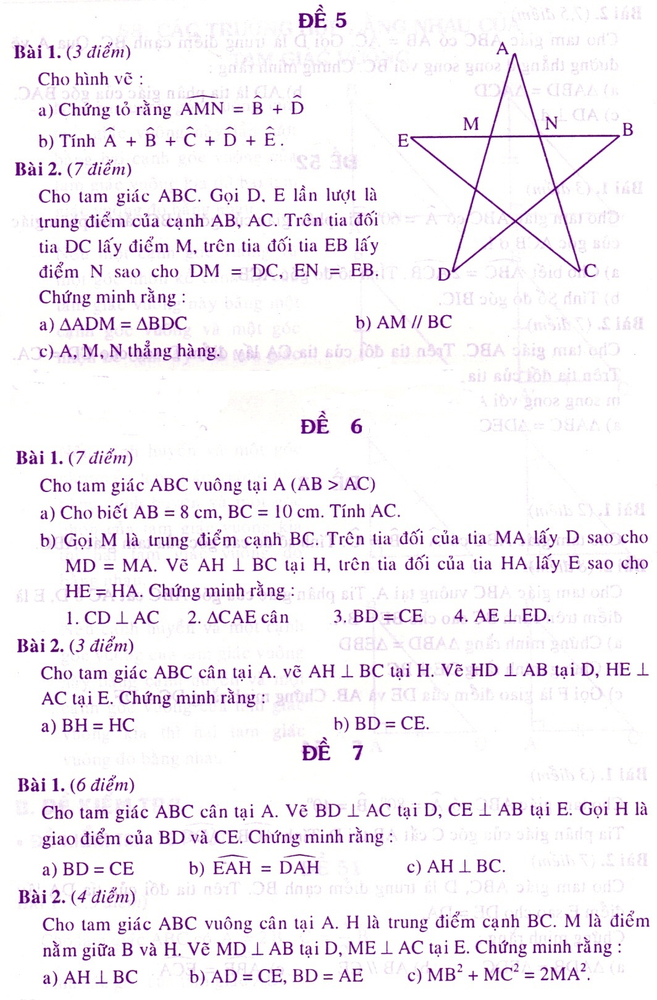 ĐỀ 5
Bài 1. (3 điểm)
Cho hình vẽ :
a) Chứng tỏ rằng $\widehat{AMN}$ = $\hat{B}$ + $\hat{D}$
b) Tính $\hat{A}$ + $\hat{B}$ + $\hat{C}$ + $\hat{D}$ + $\hat{E}$.
A
M
N
B
E
D
C
Bài 2. (7 điểm)
Cho tam giác ABC. Gọi D, E lần lượt là
trung điểm của cạnh AB, AC. Trên tia đối
tia DC lấy điểm M, trên tia đối tia EB lấy
điểm N sao cho DM = DC, EN = EB.
Chứng minh rằng :
a) ΔADM = ΔBDC b) AM // BC
c) A, M, N thẳng hàng.
ĐỀ 6
Bài 1. (7 điểm)
Cho tam giác ABC vuông tại A (AB > AC)
a) Cho biết AB = 8 cm, BC = 10 cm. Tính AC.
b) Gọi M là trung điểm cạnh BC. Trên tia đối của tia MA lấy D sao cho
MD = MA. Vẽ AH ⊥ BC tại H, trên tia đối của tia HA lấy E sao cho
HE = HA. Chứng minh rằng :
1. CD ⊥ AC 2. ΔCAE cân 3. BD = CE 4. AE ⊥ ED.
Bài 2. (3 điểm)
Cho tam giác ABC cân tại A. vẽ AH ⊥ BC tại H. Vẽ HD ⊥ AB tại D, HE ⊥
AC tại E. Chứng minh rằng :
a) BH = HC b) BD = CE.
ĐỀ 7
Bài 1. (6 điểm)
Cho tam giác ABC cân tại A. Vẽ BD ⊥ AC tại D, CE ⊥ AB tại E. Gọi H là
giao điểm của BD và CE. Chứng minh rằng :
a) BD = CE b) $\widehat{EAH}$ = $\widehat{DAH}$ c) AH ⊥ BC.
Bài 2. (4 điểm)
Cho tam giác ABC vuông cân tại A. H là trung điểm cạnh BC. M là điểm
nằm giữa B và H. Vẽ MD ⊥ AB tại D, ME ⊥ AC tại E. Chứng minh rằng :
a) AH ⊥ BC b) AD = CE, BD = AE c) MB² + MC² = 2MA².